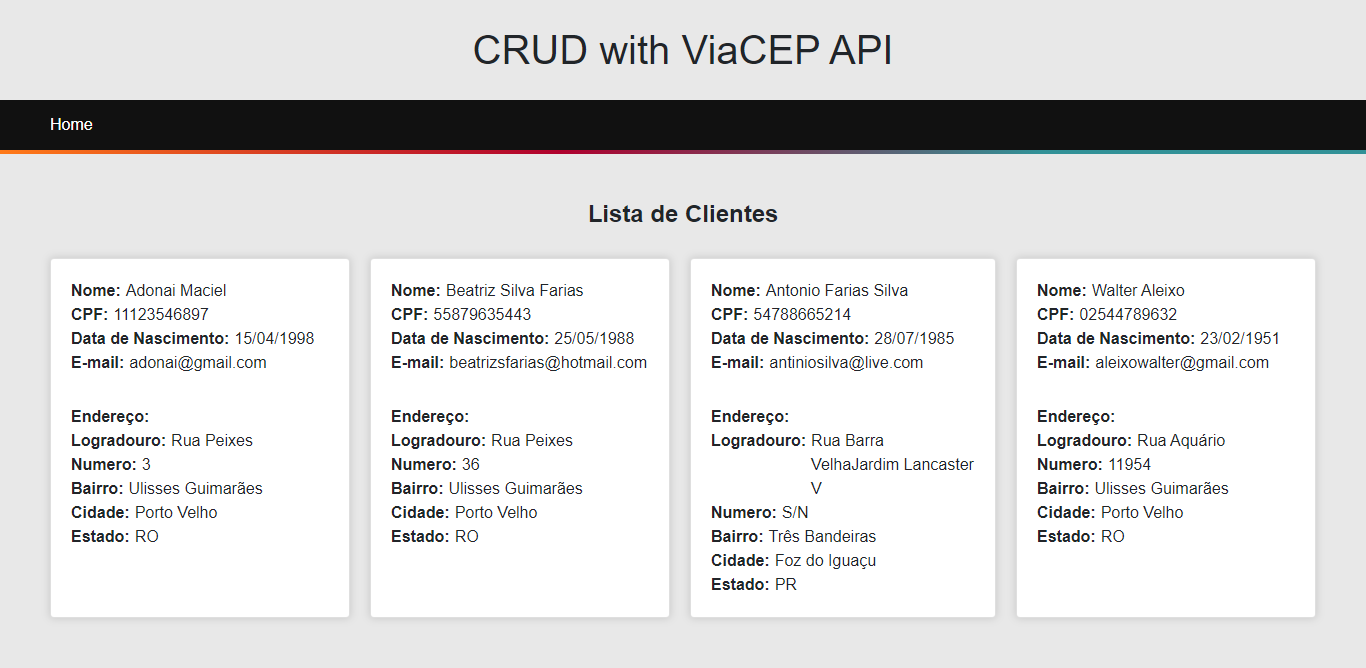 CRUD with ViaCEP API
Home
Lista de Clientes
Nome: Adonai Maciel
CPF: 11123546897
Data de Nascimento: 15/04/1998
E-mail: adonai@gmail.com
Endereço:
Logradouro: Rua Peixes
Numero: 3
Bairro: Ulisses Guimarães
Cidade: Porto Velho
Estado: RO
Nome: Beatriz Silva Farias
CPF: 55879635443
Data de Nascimento: 25/05/1988
E-mail: beatrizsfarias@hotmail.com
Endereço:
Logradouro: Rua Peixes
Numero: 36
Bairro: Ulisses Guimarães
Cidade: Porto Velho
Estado: RO
Nome: Antonio Farias Silva
CPF: 54788665214
Data de Nascimento: 28/07/1985
E-mail: antiniosilva@live.com
Endereço:
Logradouro: Rua Barra
VelhaJardim Lancaster
V
Numero: S/N
Bairro: Três Bandeiras
Cidade: Foz do Iguaçu
Estado: PR
Nome: Walter Aleixo
CPF: 02544789632
Data de Nascimento: 23/02/1951
E-mail: aleixowalter@gmail.com
Endereço:
Logradouro: Rua Aquário
Numero: 11954
Bairro: Ulisses Guimarães
Cidade: Porto Velho
Estado: RO